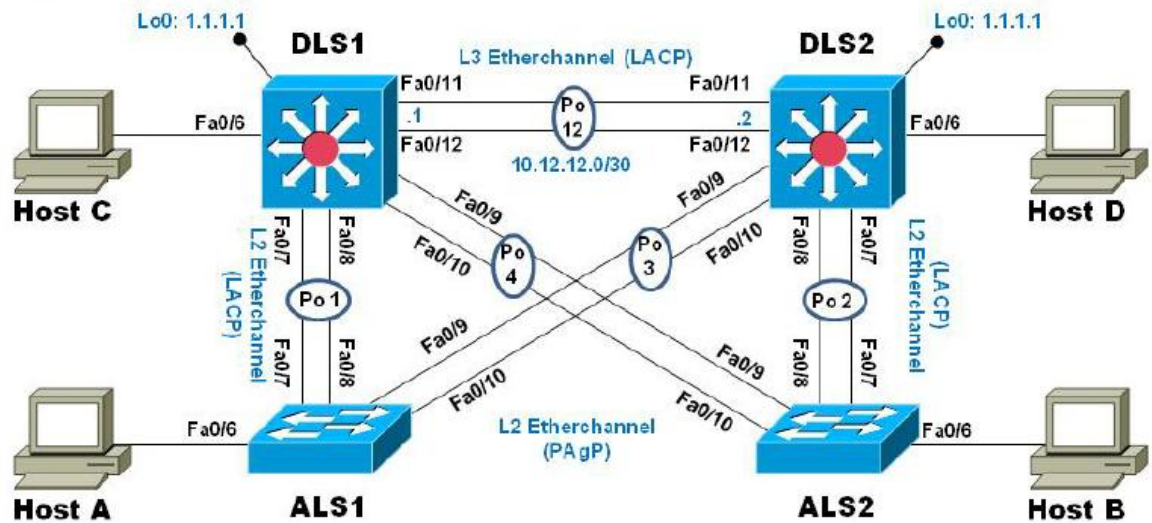 Lo0: 1.1.1.1
Lo0: 1.1.1.1
DLS1
DLS2
L3 Etherchannel (LACP)
Fa0/11
Fa0/11
Fa0/6
.1
Po
12
.2
Fa0/6
Fa0/12
Fa0/12
10.12.12.0/30
Host C
Host D
Fa0/9
Fa0/9
Fa0/10
Fa0/10
Fa0/7
Fa0/8
L2 Etherchannel
(LACP)
Po
4
Po
3
Fa0/8
Fa0/7
(LACP)
L2 Etherchannel
Po 1
Po 2
Fa0/7
Fa0/8
Fa0/9
Fa0/10
Fa0/9
Fa0/10
Fa0/8
Fa0/7
Fa0/6
L2 Etherchannel
(PAgP)
Fa0/6
Host A
ALS1
ALS2
Host B